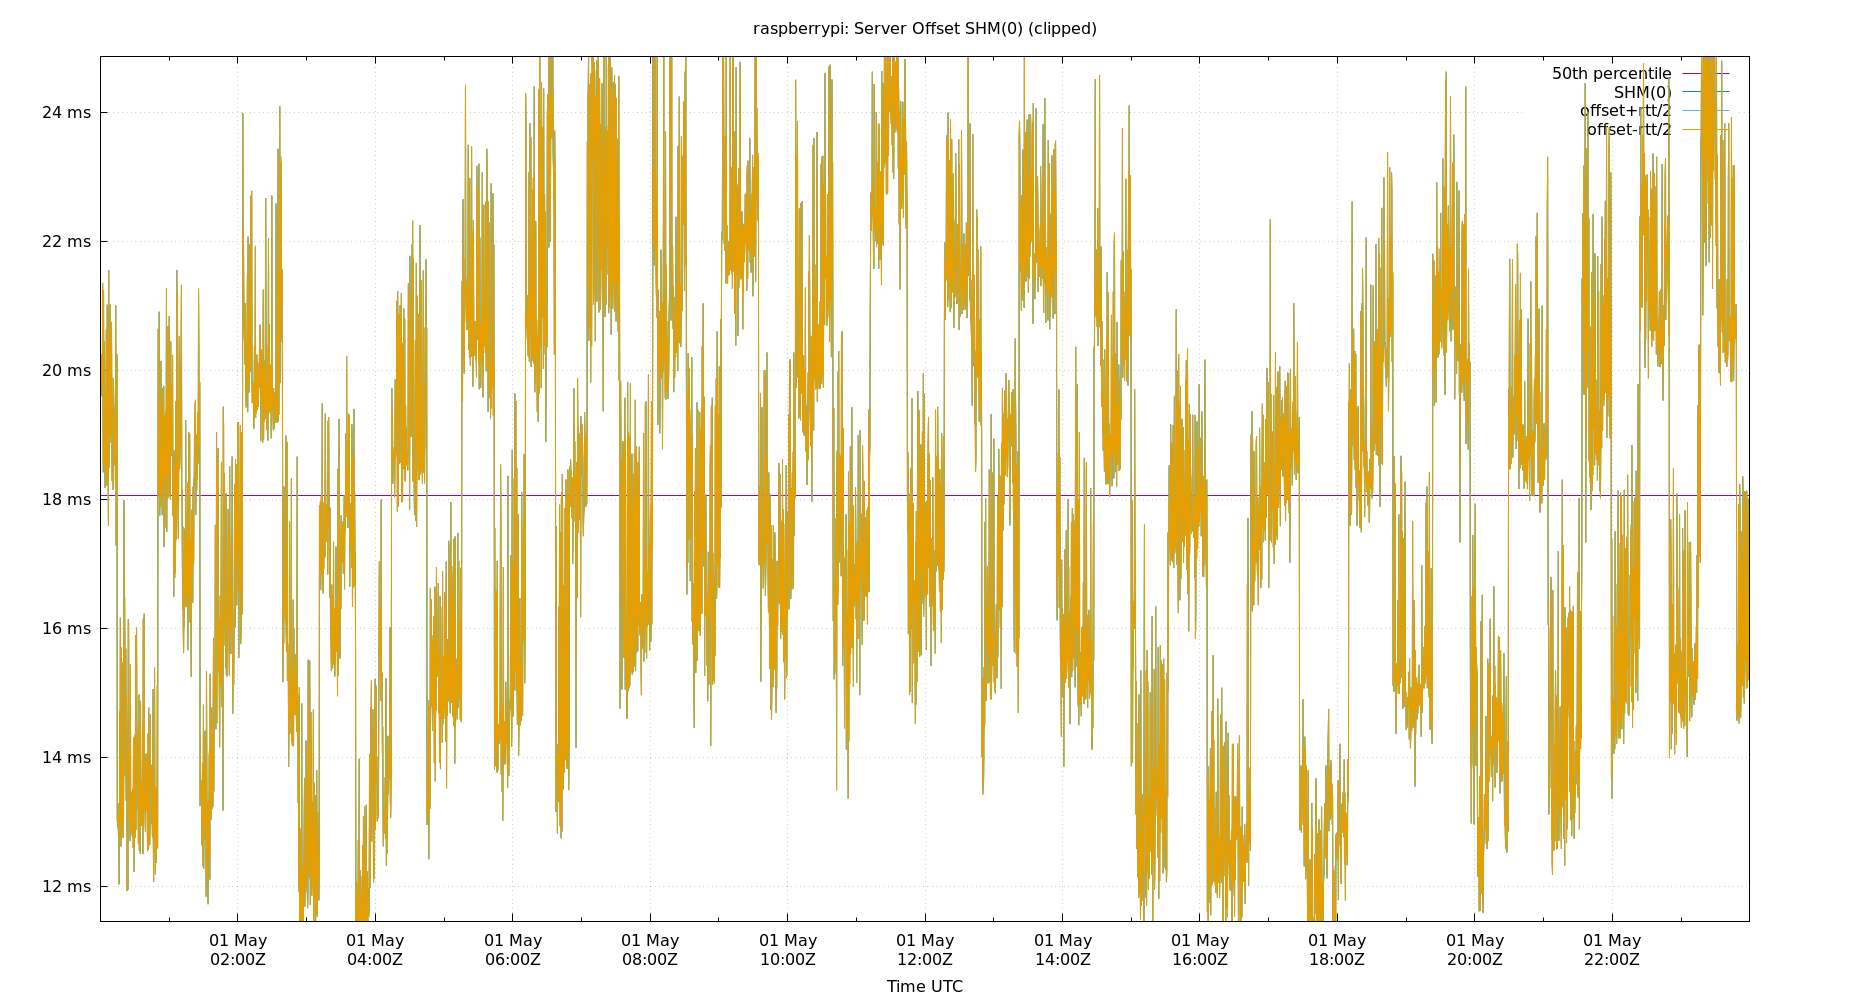 raspberrypi: Server Offset SHM(0) (clipped)
50th percentile
SHM(0)
offset+rtt/2
offset-rtt/2
24 ms
22 ms
20 ms
18 ms
16 ms
14 ms
12 ms
01 May 01 May 01 May 01 May 01 May 01 May 01 May 01 May 01 May 01 May 01 May
02:00Z 04:00Z 06:00Z 08:00Z 10:00Z 12:00Z 14:00Z 16:00Z 18:00Z 20:00Z 22:00Z
Time UTC